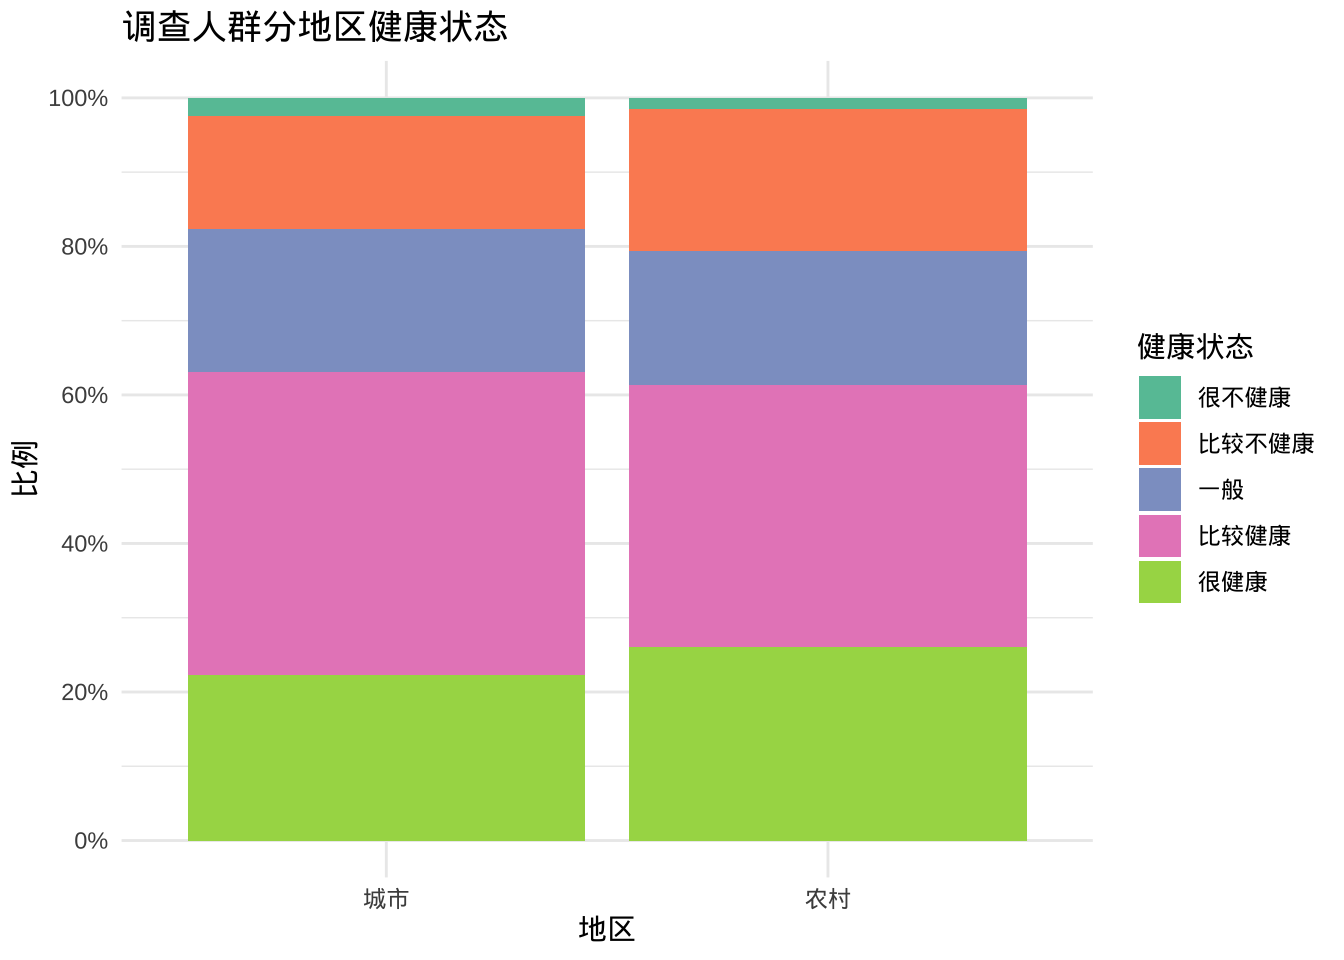 调查人群分地区健康状态
100%
80%
60%
40%
20%
0%
比例
城市
农村
地区
健康状态
很不健康
比较不健康
一般
比较健康
很健康